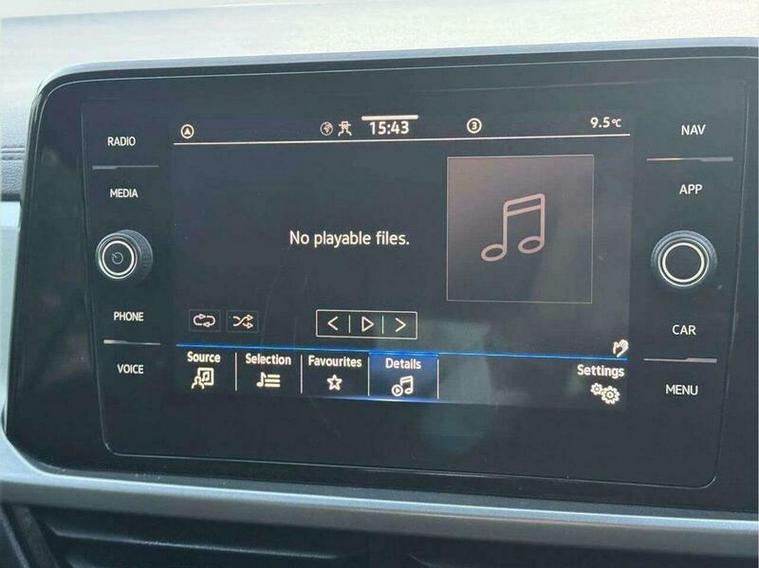 RADIO
MEDIA
PHONE
VOICE
15:43
3
9.5°C
No playable files.
Source
Selection
Favourites
Details
Settings
NAV
APP
CAR
MENU